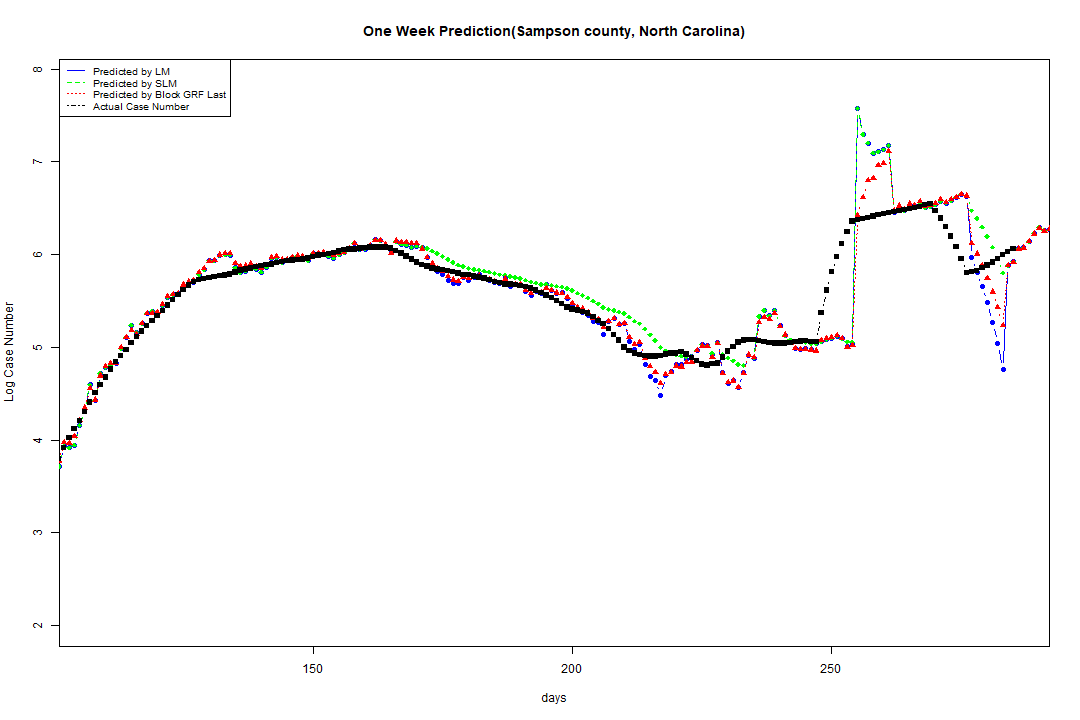 One Week Prediction(Sampson county, North Carolina)
Predicted by LM
Predicted by SLM
Predicted by Block GRF Last
Actual Case Number
8
7
6
5
4
3
2
Log Case Number
150
200
250
days